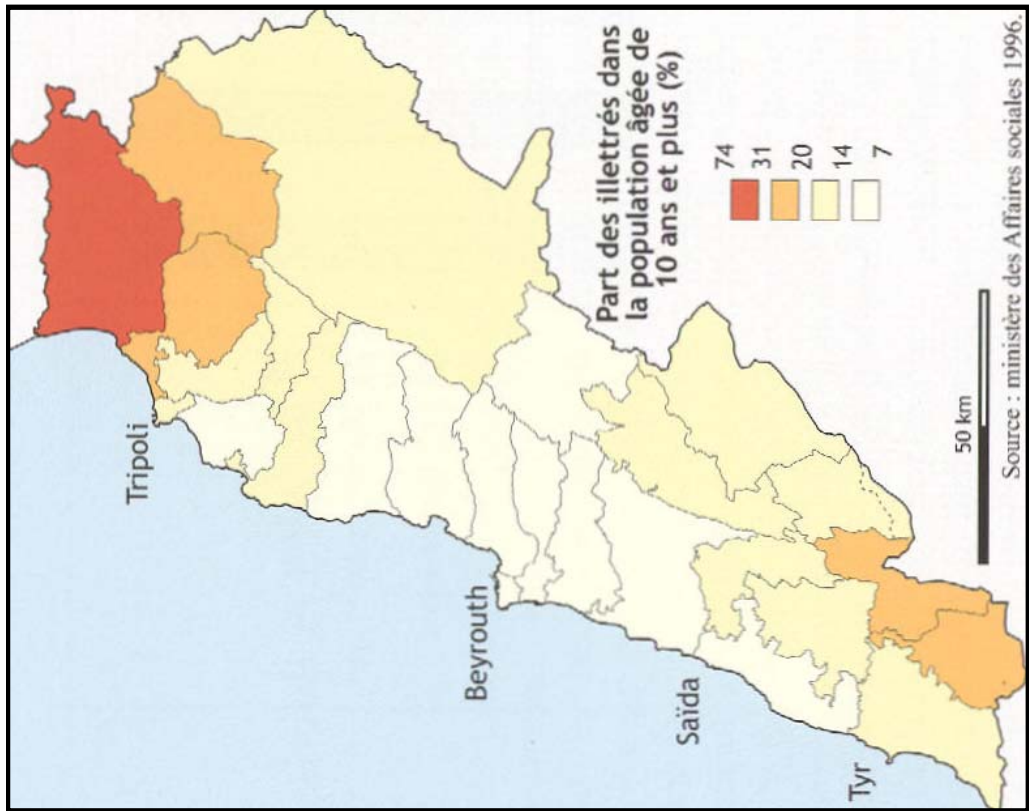 Tripoli
Beyrouth
Saïda
Tyr
Part des illettrés dans
la population âgée de
10 ans et plus (%)
74
31
20
14
7
50 km
Source : ministère des Affaires sociales 1996.